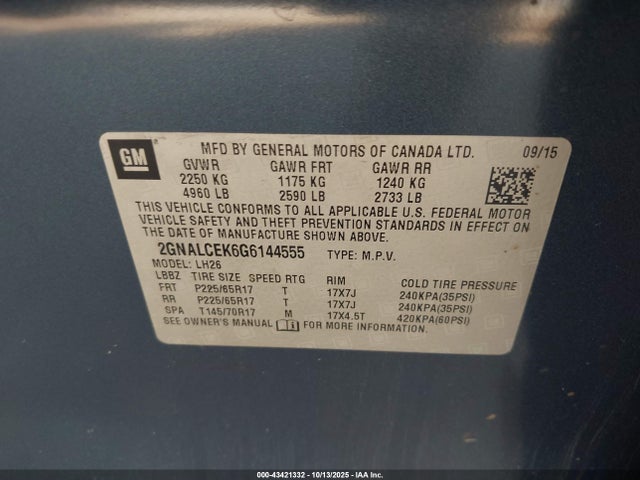 GM
MFD BY GENERAL MOTORS OF CANADA LTD. 09/15
GVWR GAWR FRT GAWR RR
2250 KG 1175 KG 1240 KG
4960 LB 2590 LB 2733 LB
THIS VEHICLE CONFORMS TO ALL APPLICABLE U.S. FEDERAL MOTOR
VEHICLE SAFETY AND THEFT PREVENTION STANDARDS IN EFFECT ON
THE DATE OF MANUFACTURE SHOWN ABOVE.
2GNALCEK6G6144555 TYPE: M.P.V.
MODEL: LH26
LBBZ TIRE SIZE SPEED RTG RIM COLD TIRE PRESSURE
FRT P225/65R17 T 17X7J 240KPA(35PSI)
RR P225/65R17 T 17X7J 240KPA(35PSI)
SPA T145/70R17 M 17X4.5T 420KPA(60PSI)
SEE OWNER'S MANUAL FOR MORE INFORMATION.
000-43421332 - 10/13/2025 - IAA Inc.